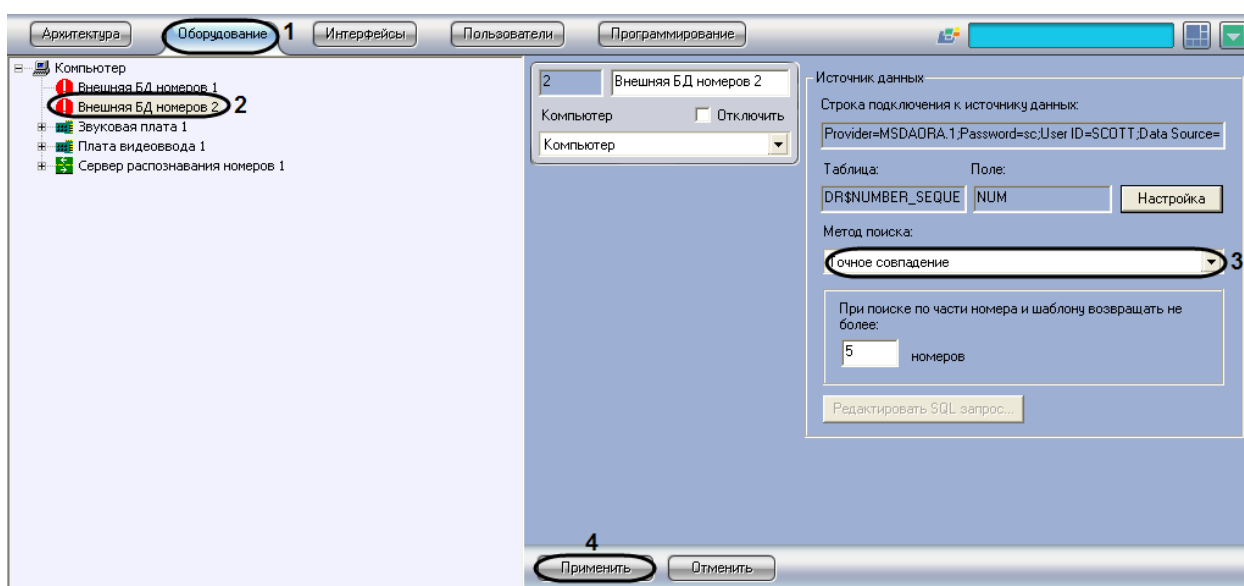 Архитектура Оборудование 1 Интерфейсы Пользователи Программирование
Компьютер
Внешняя БД номеров 1
Внешняя БД номеров 2 2
Звуковая плата 1
Плата видеоввода 1
Сервер распознавания номеров 1
2 Внешняя БД номеров 2
Компьютер Отключить
Компьютер
Источник данных
Строка подключения к источнику данных:
Provider=MSDAORA.1;Password=sc;User ID=SCOTT;Data Source=
Таблица: Поле:
DR$NUMBER_SEQUE NUM Настройка
Метод поиска:
Точное совпадение 3
При поиске по части номера и шаблону возвращать не
более:
5 номеров
Редактировать SQL запрос...
4
Применить Отменить